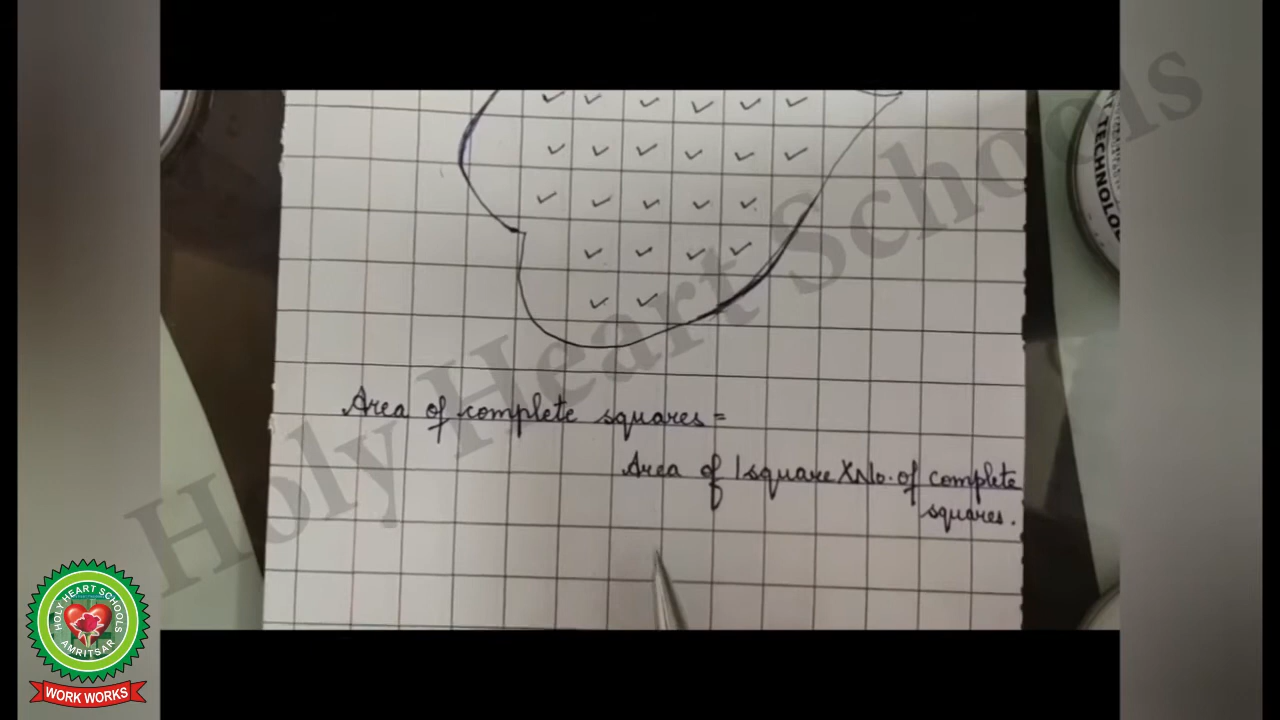 Holy Heart Schools
TECHNOLO
Area of complete squares =
Area of 1 square X No. of complete
squares.
HOLY HEART SCHOOLS
AMRITSAR
WORK WORKS